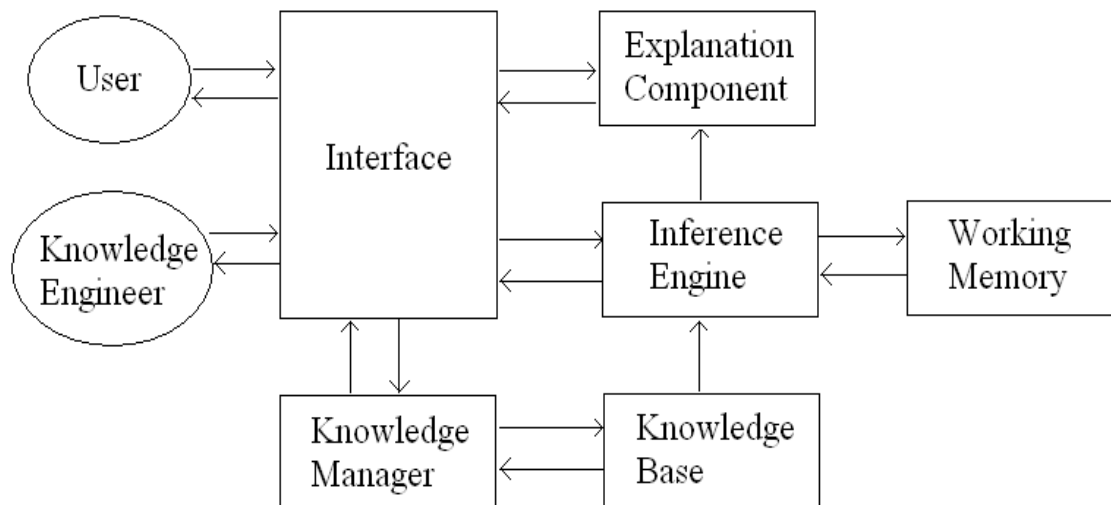 User
Interface
Explanation
Component
Knowledge
Engineer
Inference
Engine
Working
Memory
Knowledge
Manager
Knowledge
Base